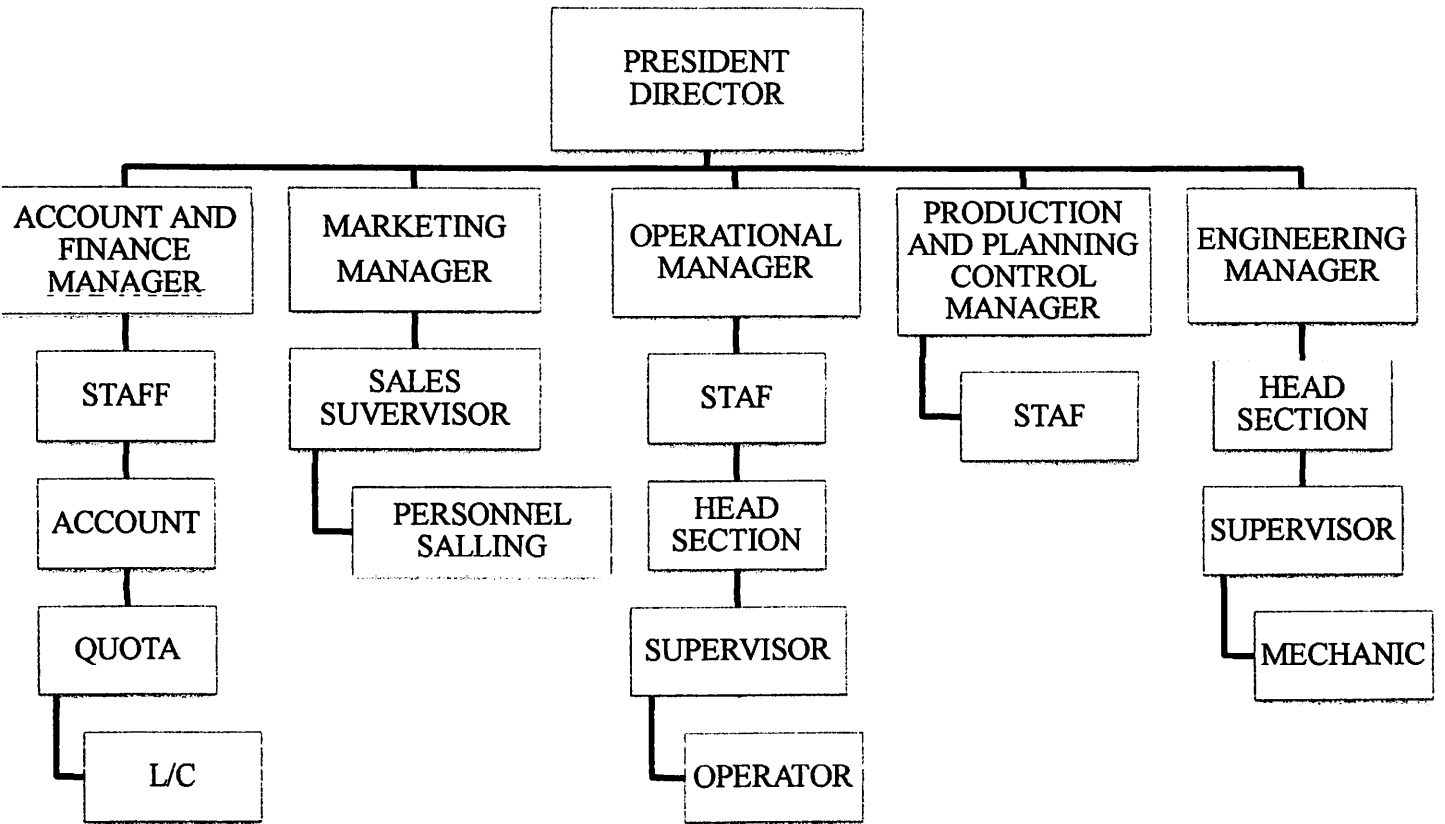 PRESIDENT
DIRECTOR
ACCOUNT AND
FINANCE
MANAGER
MARKETING
MANAGER
OPERATIONAL
MANAGER
PRODUCTION
AND PLANNING
CONTROL
MANAGER
ENGINEERING
MANAGER
STAFF
SALES
SUVERVISOR
STAF
STAF
HEAD
SECTION
ACCOUNT
PERSONNEL
SALLING
HEAD
SECTION
SUPERVISOR
QUOTA
SUPERVISOR
MECHANIC
L/C
OPERATOR